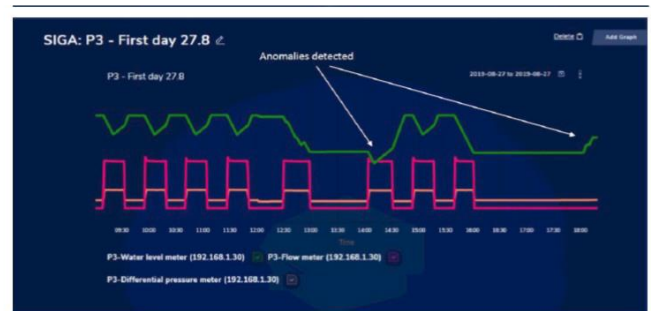 SIGA: P3 - First day 27.8
Delete
Add Graph
Anomalies detected
P3 - First day 27.8
2019-08-27 to 2019-08-27
09:30 10:00 10:30 11:00 11:30 12:00 12:30 13:00 13:30 14:00 14:30 15:00 15:30 16:00 16:30 17:00 17:30 18:00
Time
P3-Water level meter (192.168.1.30) P3-Flow meter (192.168.1.30)
P3-Differential pressure meter (192.168.1.30)